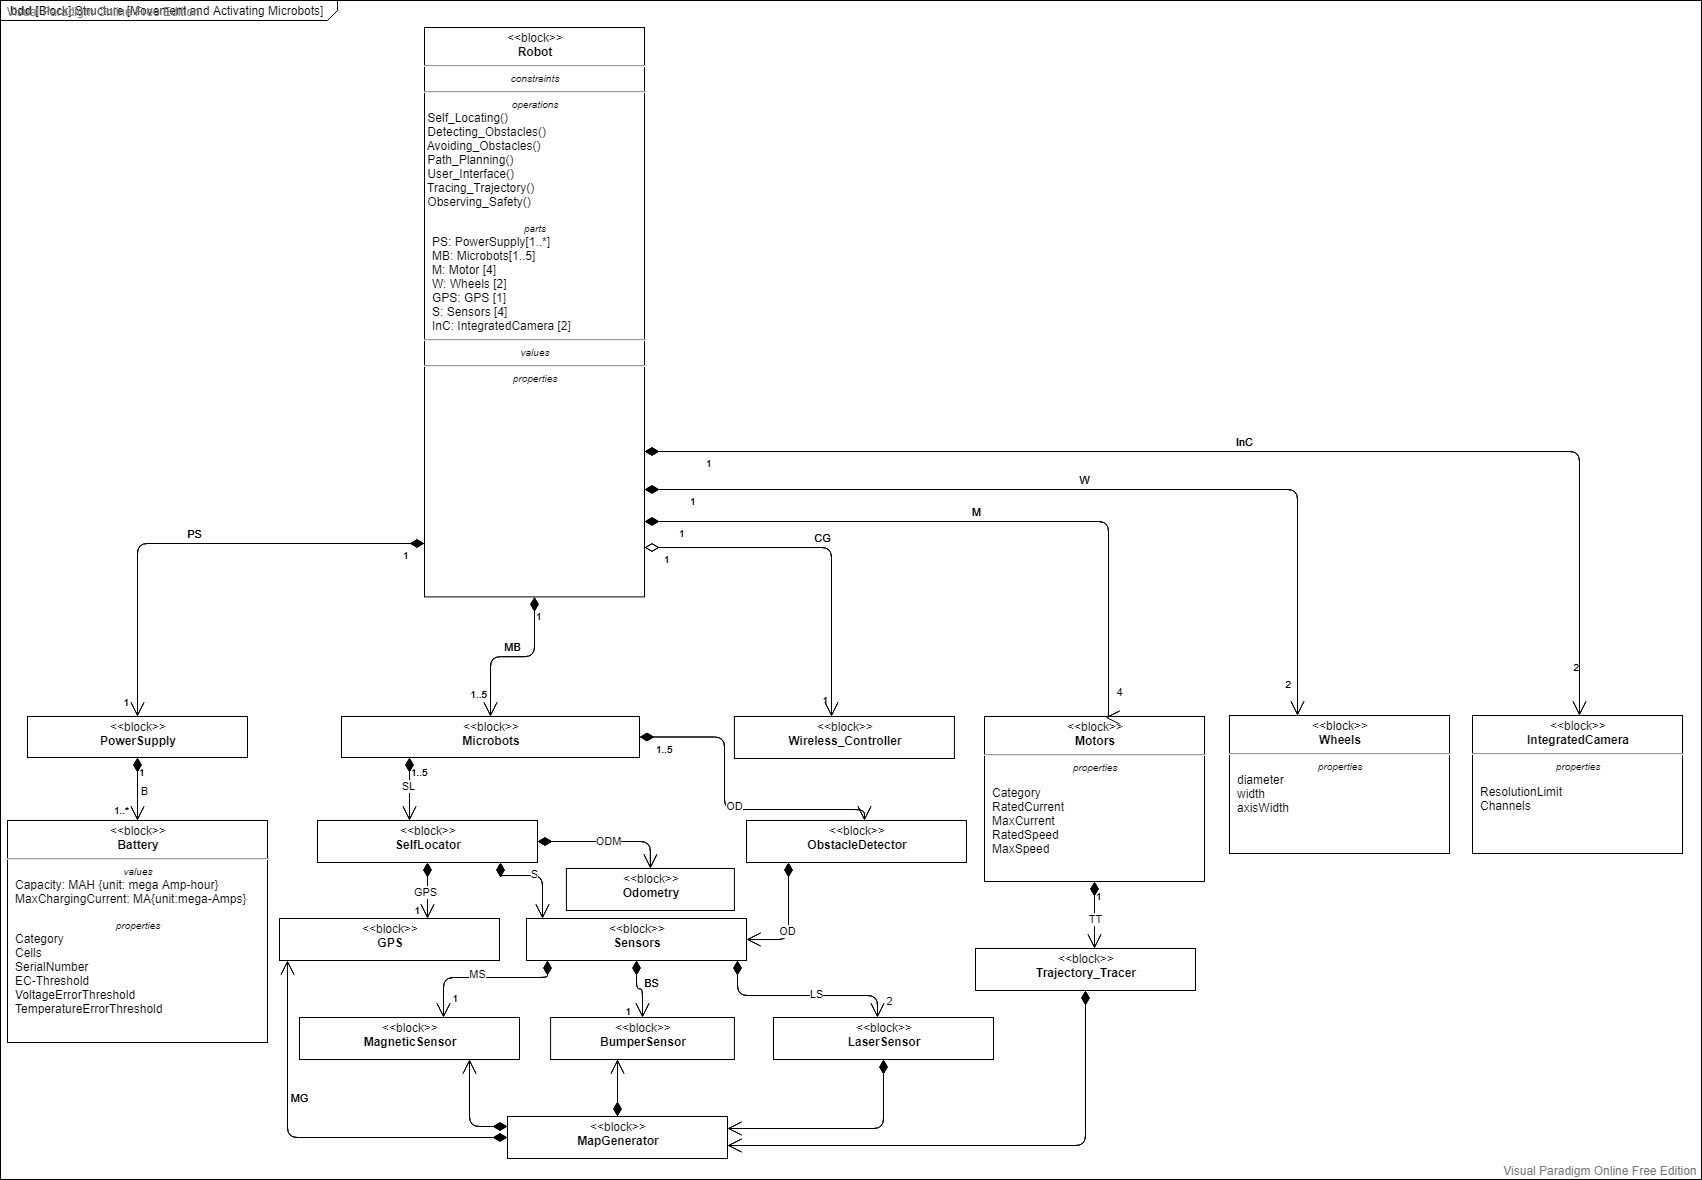 bdd [Block] Structure [Movement and Activating Microbots]
Visual Paradigm Online Free Edition
<<block>>
Robot
constraints
operations
Self_Locating()
Detecting_Obstacles()
Avoiding_Obstacles()
Path_Planning()
User_Interface()
Tracing_Trajectory()
Observing_Safety()
parts
PS: PowerSupply[1..*]
MB: Microbots[1..5]
M: Motor [4]
W: Wheels [2]
GPS: GPS [1]
S: Sensors [4]
InC: IntegratedCamera [2]
values
properties
InC
1
W
1
M
1
CG
1
PS
1
1
MB
1
1..5
1
4
2
2
<<block>>
PowerSupply
<<block>>
Microbots
<<block>>
Wireless_Controller
<<block>>
Motors
properties
Category
RatedCurrent
MaxCurrent
RatedSpeed
MaxSpeed
<<block>>
Wheels
properties
diameter
width
axisWidth
<<block>>
IntegratedCamera
properties
ResolutionLimit
Channels
1
B
1..*
1..5
SL
1..5
OD
<<block>>
Battery
values
Capacity: MAH {unit: mega Amp-hour}
MaxChargingCurrent: MA{unit:mega-Amps}
properties
Category
Cells
SerialNumber
EC-Threshold
VoltageErrorThreshold
TemperatureErrorThreshold
<<block>>
SelfLocator
ODM
<<block>>
ObstacleDetector
<<block>>
Odometry
GPS
1
S
OD
1
TT
<<block>>
GPS
<<block>>
Sensors
<<block>>
Trajectory_Tracer
MS
1
BS
1
LS
2
<<block>>
MagneticSensor
<<block>>
BumperSensor
<<block>>
LaserSensor
MG
<<block>>
MapGenerator
Visual Paradigm Online Free Edition